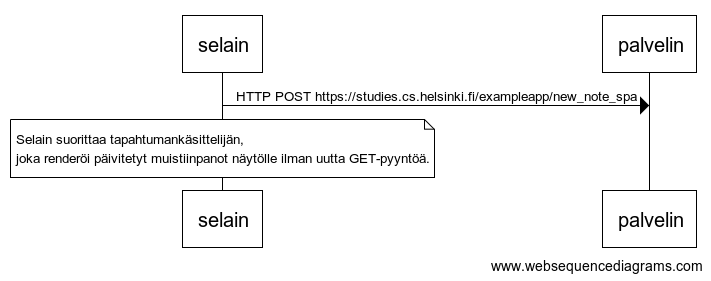 selain
palvelin
HTTP POST https://studies.cs.helsinki.fi/exampleapp/new_note_spa
Selain suorittaa tapahtumankäsittelijän,
joka renderöi päivitetyt muistiinpanot näytölle ilman uutta GET-pyyntöä.
selain
palvelin
www.websequencediagrams.com